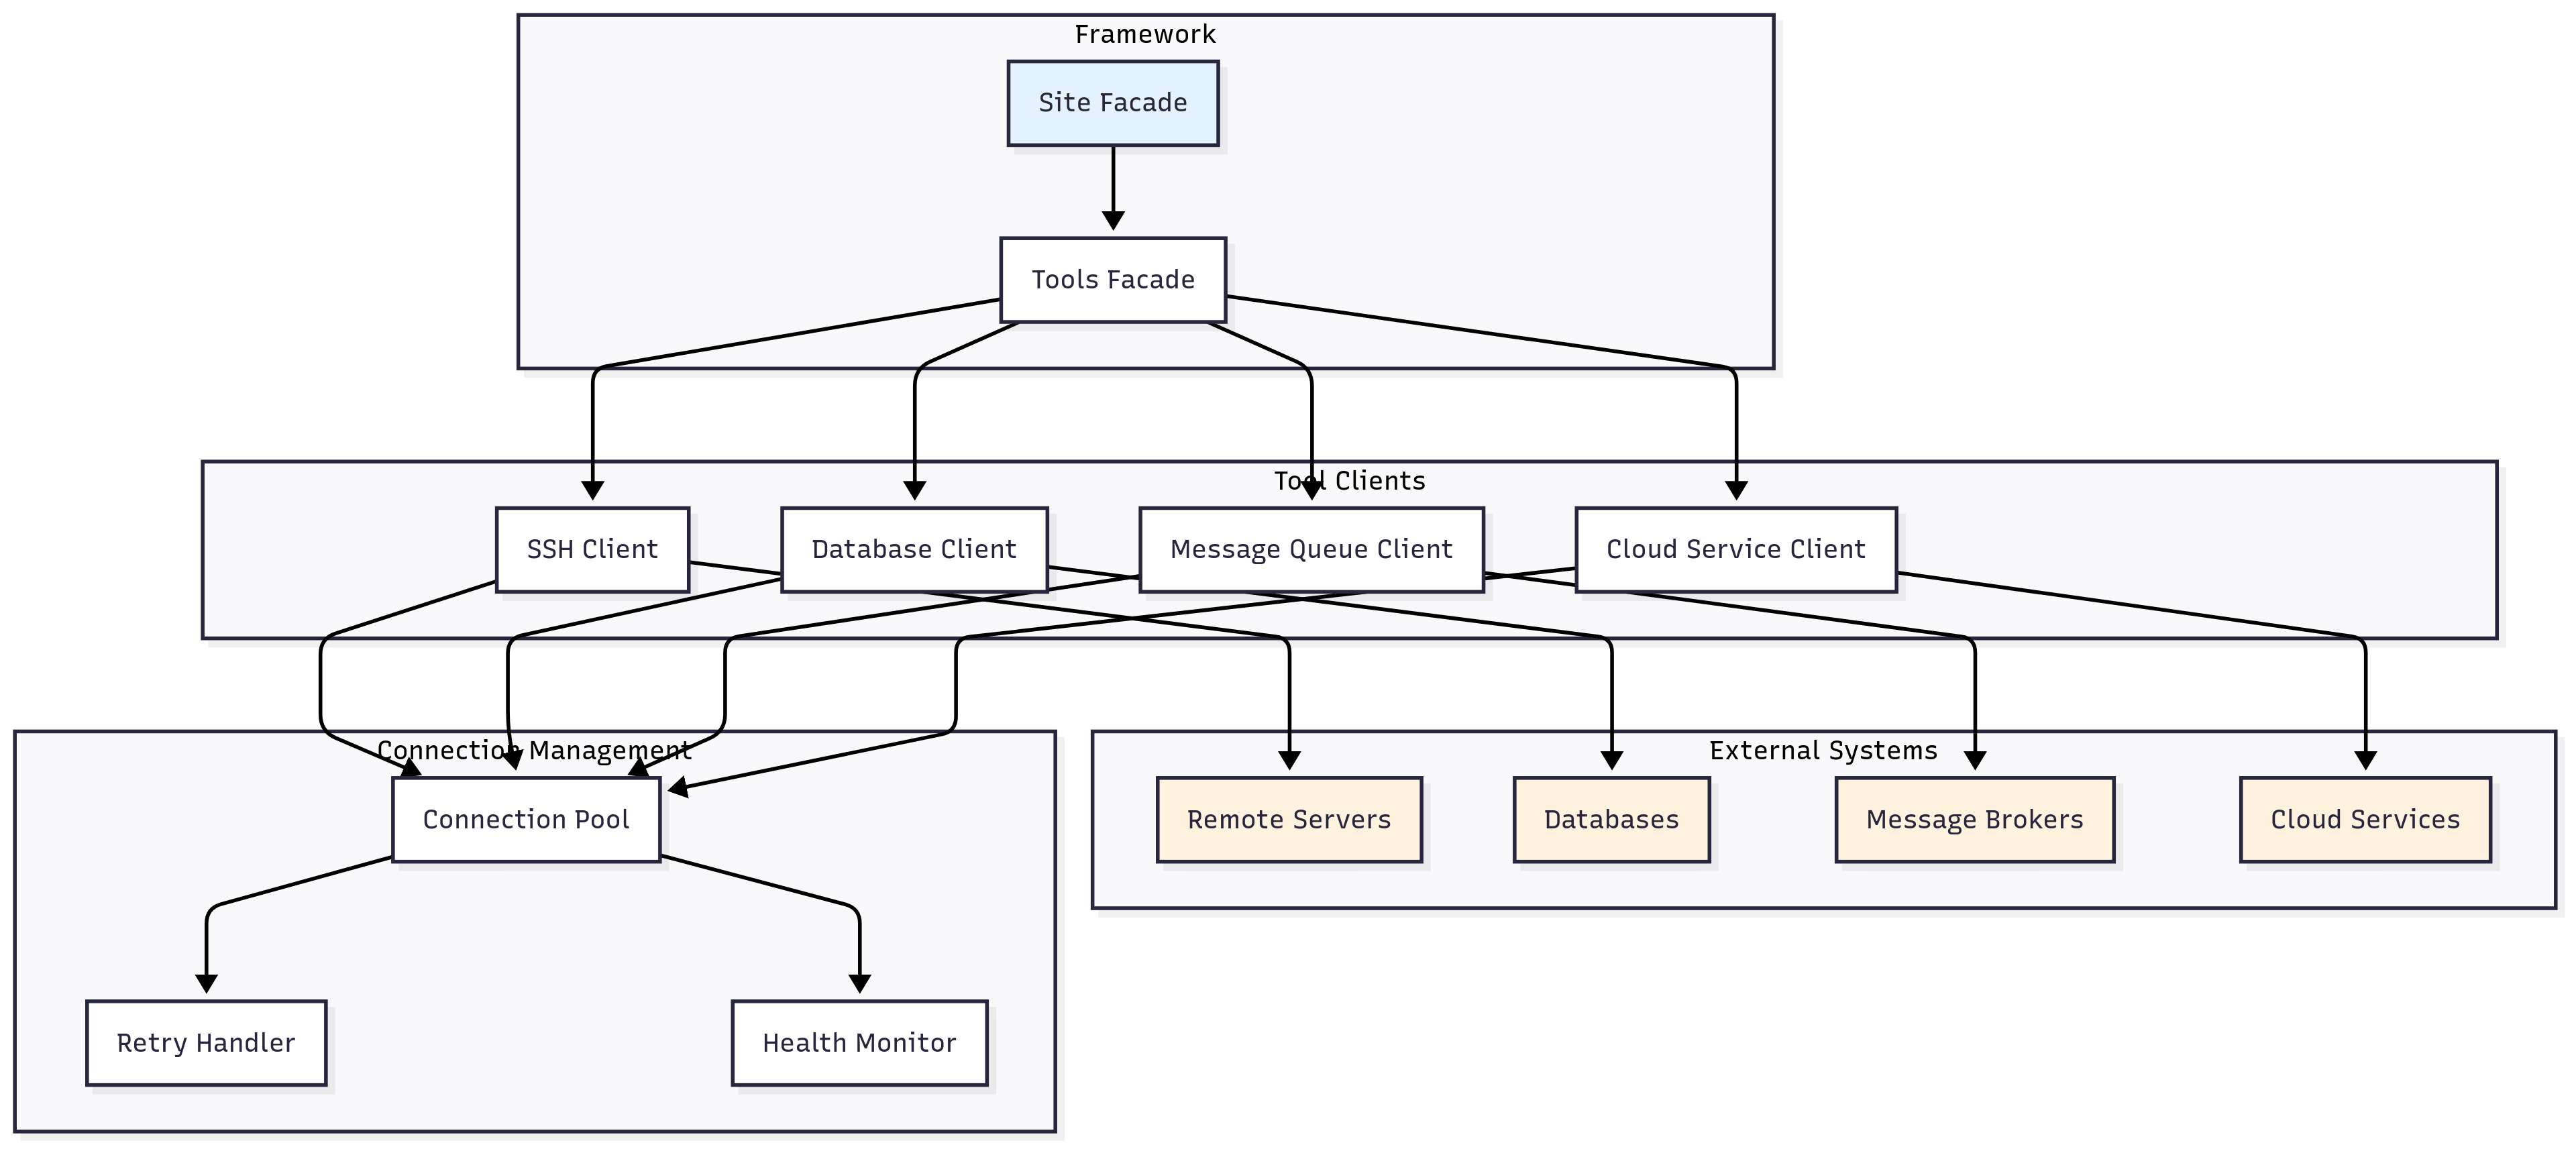 Framework
Site Facade
Tools Facade
Tool Clients
SSH Client
Database Client
Message Queue Client
Cloud Service Client
Connection Management
External Systems
Connection Pool
Remote Servers
Databases
Message Brokers
Cloud Services
Retry Handler
Health Monitor